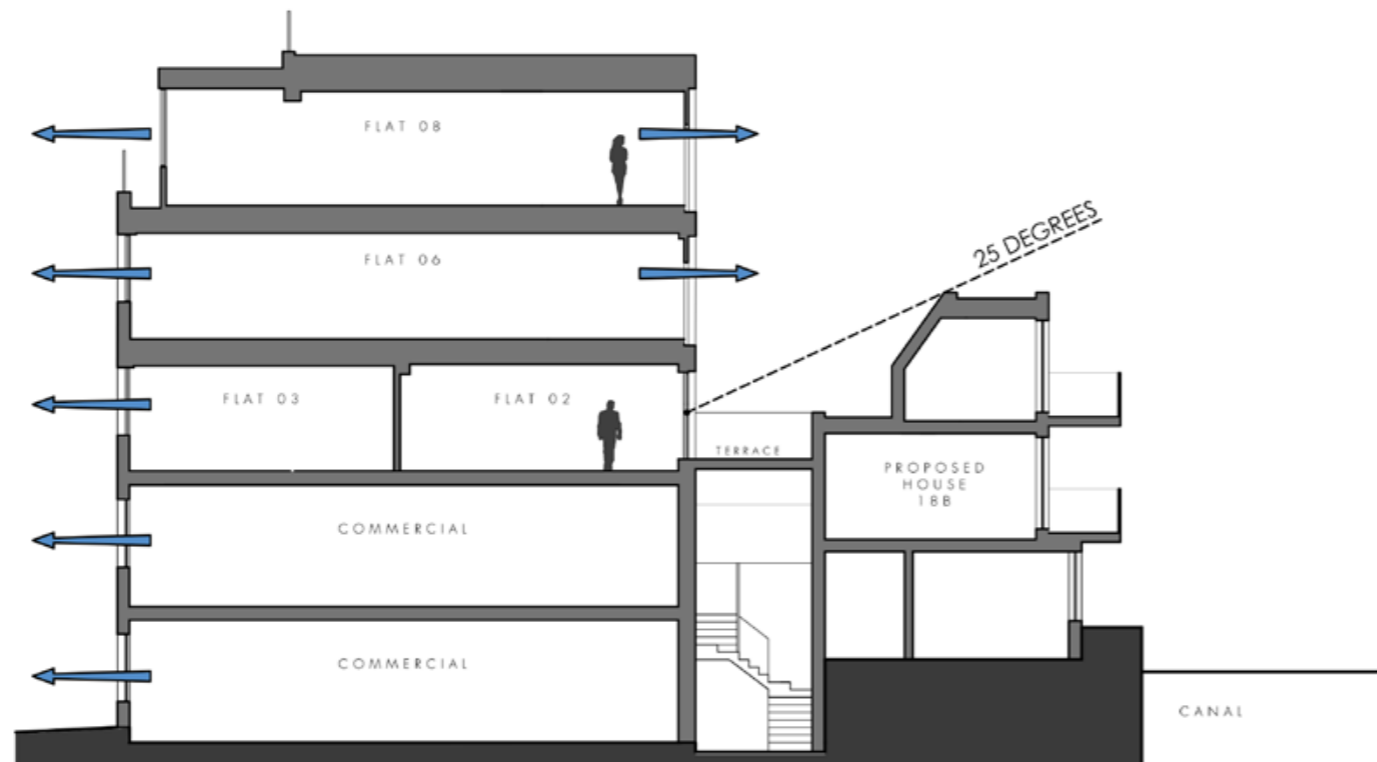 FLAT 08
FLAT 06
25 DEGREES
FLAT 03
FLAT 02
TERRACE
PROPOSED
HOUSE
18B
COMMERCIAL
COMMERCIAL
CANAL